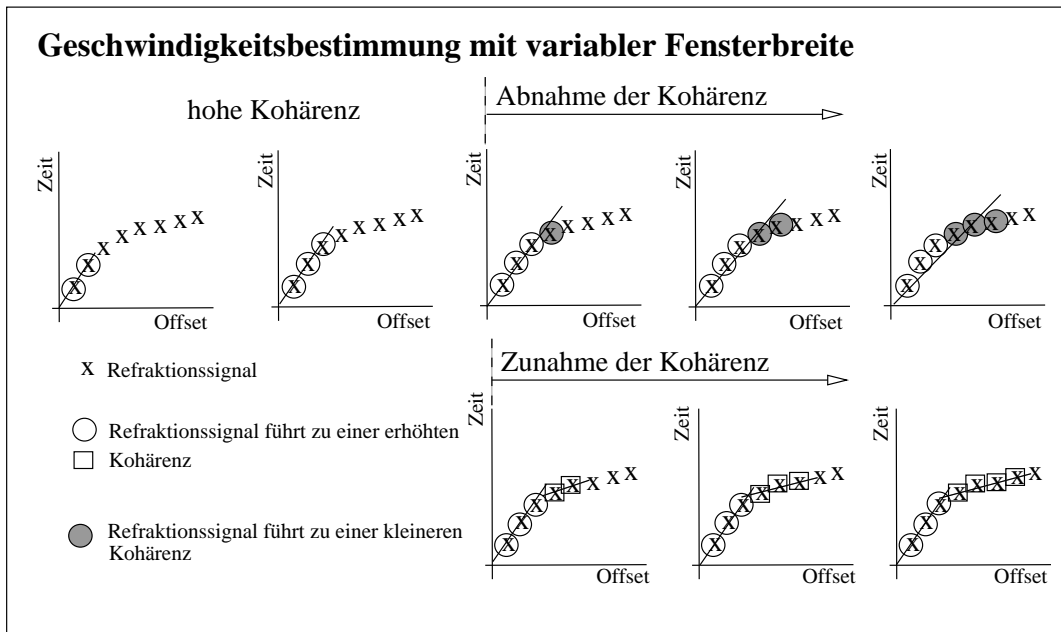 Geschwindigkeitsbestimmung mit variabler Fensterbreite
hohe Kohärenz
Abnahme der Kohärenz
Zeit
x x x x x x x x
Offset
Zeit
x x x x x x x x
Offset
Zeit
x x x x x x x x
Offset
Zeit
x x x x x x x x
Offset
Zeit
x x x x x x x x
Offset
Zunahme der Kohärenz
x Refraktionssignal
Refraktionssignal führt zu einer erhöhten
Kohärenz
Refraktionssignal führt zu einer kleineren
Kohärenz
Zeit
x x x x x x x x
Offset
Zeit
x x x x x x x x
Offset
Zeit
x x x x x x x x
Offset